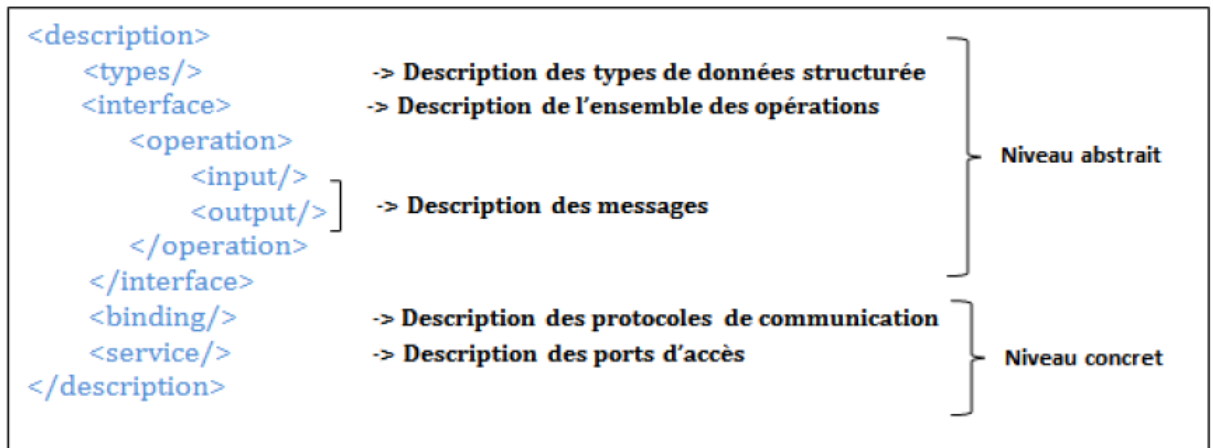 <description>
<types/> -> Description des types de données structurée
<interface> -> Description de l'ensemble des opérations
<operation>
Niveau abstrait
<input/>
<output/> -> Description des messages
</operation>
</interface>
<binding/> -> Description des protocoles de communication
<service/> -> Description des ports d'accès
Niveau concret
</description>